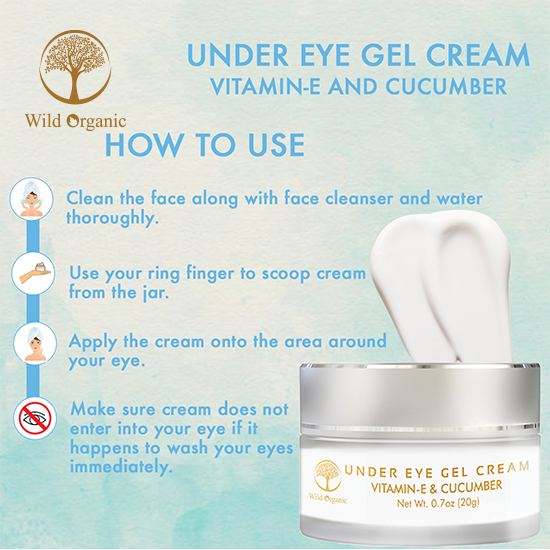 Wild Organic
UNDER EYE GEL CREAM
VITAMIN-E AND CUCUMBER
HOW TO USE
Clean the face along with face cleanser and water
thoroughly.
Use your ring finger to scoop cream
from the jar.
Apply the cream onto the area around
your eye.
Make sure cream does not
enter into your eye if it
happens to wash your eyes
immediately.
Wild Organic
UNDER EYE GEL CREAM
VITAMIN-E & CUCUMBER
Net Wt. 0.7oz (20g)